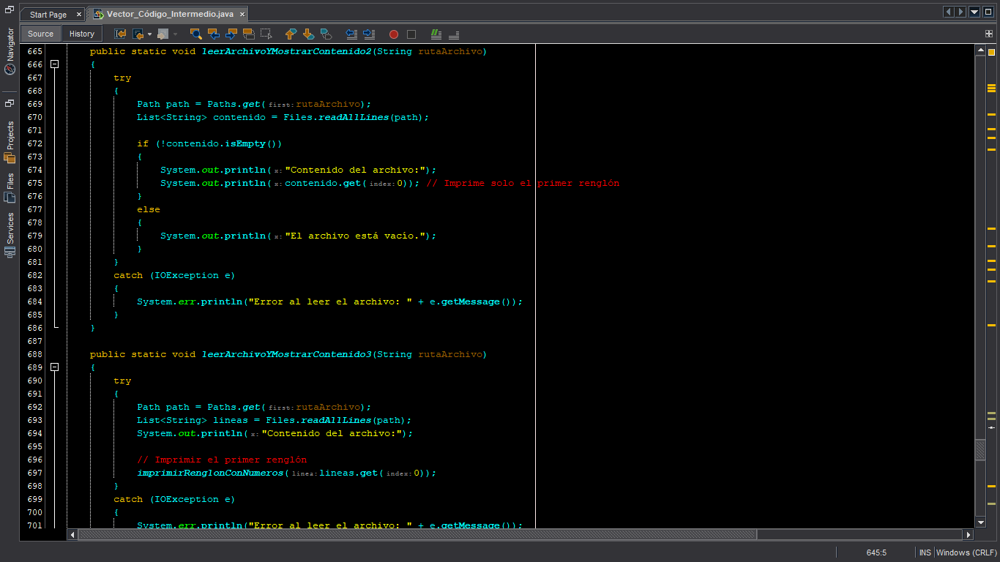 Start Page ×
Vector_Código_Intermedio.java ×
Source
History
Navigator
Projects
Files
Services
665 public static void leerArchivoYMostrarContenido2(String rutaArchivo)
666 {
667 try
668 {
669 Path path = Paths.get(first:rutaArchivo);
670 List<String> contenido = Files.readAllLines(path);
671
672 if (!contenido.isEmpty())
673 {
674 System.out.println(x:"Contenido del archivo:");
675 System.out.println(x:contenido.get(index:0)); // Imprime solo el primer renglón
676 }
677 else
678 {
679 System.out.println(x:"El archivo está vacío.");
680 }
681 }
682 catch (IOException e)
683 {
684 System.err.println("Error al leer el archivo: " + e.getMessage());
685 }
686 }
687
688 public static void leerArchivoYMostrarContenido3(String rutaArchivo)
689 {
690 try
691 {
692 Path path = Paths.get(first:rutaArchivo);
693 List<String> lineas = Files.readAllLines(path);
694 System.out.println(x:"Contenido del archivo:");
695
696 // Imprimir el primer renglón
697 imprimirRenglonConNumeros(linea:lineas.get(index:0));
698 }
699 catch (IOException e)
700 {
701 System.err.println("Error al leer el archivo: " + e.getMessage());
645:5
INS
Windows (CRLF)